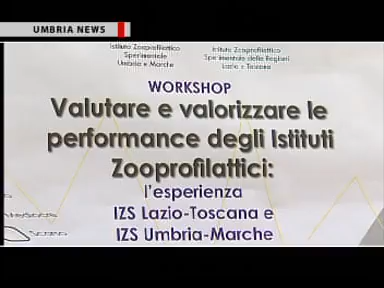 UMBRIA NEWS
Istituto Zooprofilattico
Sperimentale
Umbria e Marche
Istituto Zooprofilattico
Sperimentale delle Regioni
Lazio e Toscana
WORKSHOP
Valutare e valorizzare le
performance degli Istituti
Zooprofilattici:
l'esperienza
IZS Lazio-Toscana e
IZS Umbria-Marche